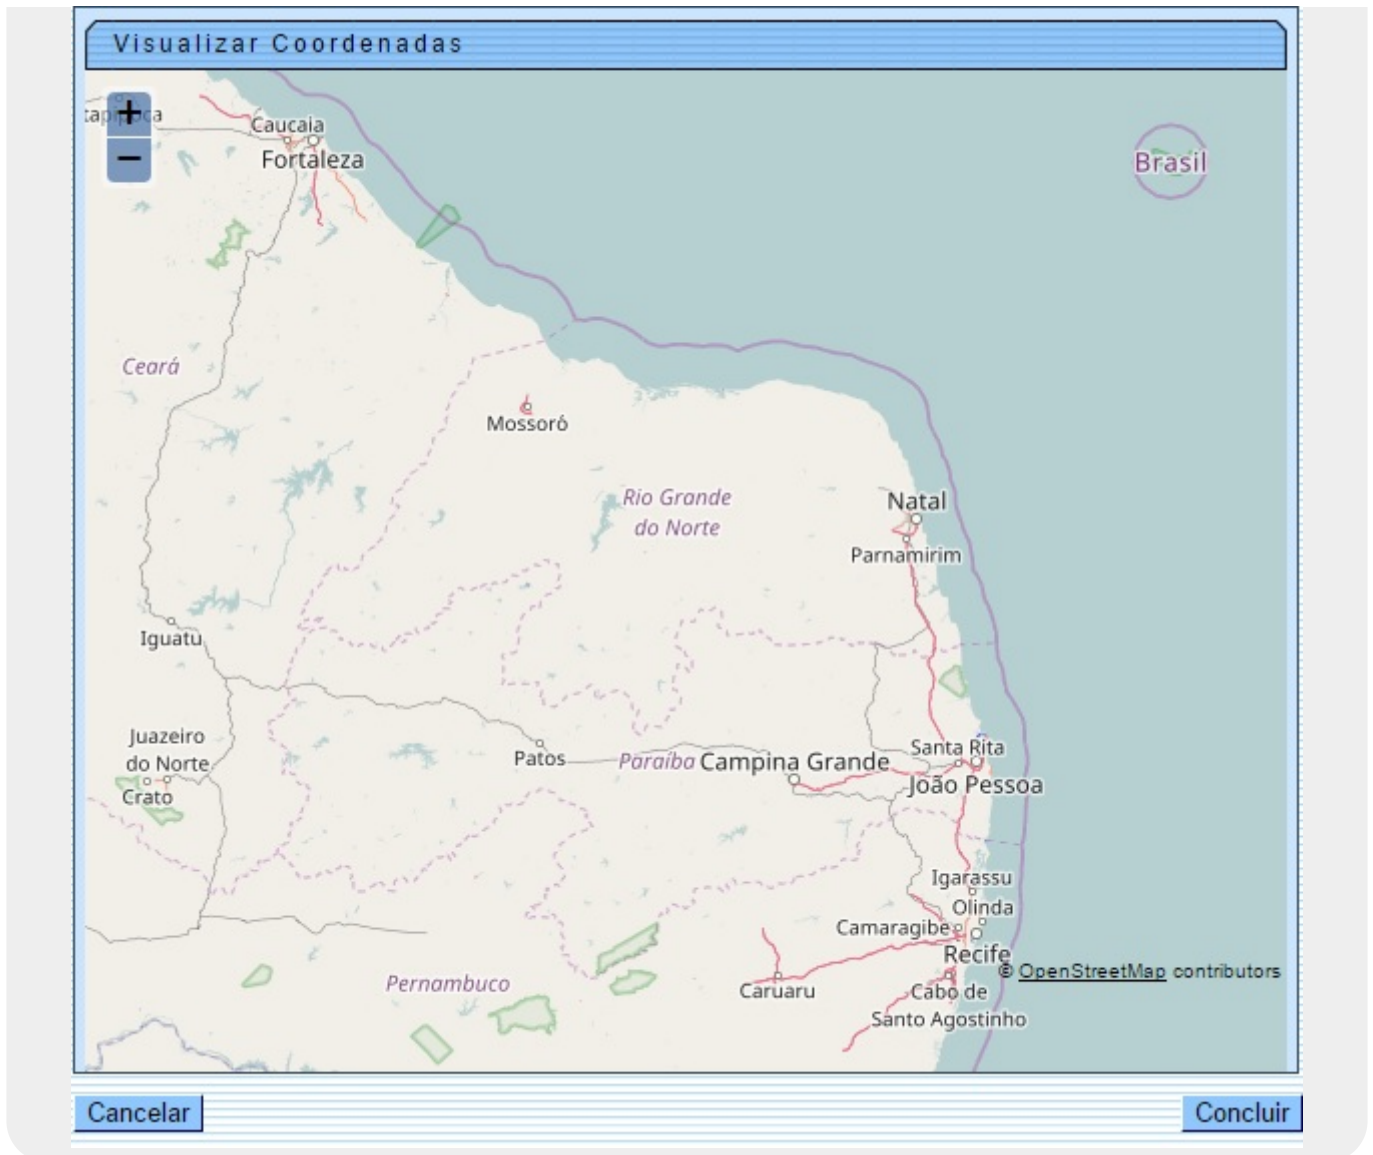 Visualizar Coordenadas
+
−
Caucaia
Fortaleza
Brasil
Ceará
Mossoró
Rio Grande
do Norte
Natal
Parnamirim
Iguatu
Juazeiro
do Norte
Crato
Patos
Paraíba
Campina Grande
Santa Rita
João Pessoa
Igarassu
Olinda
Camaragibe
Recife
© OpenStreetMap contributors
Pernambuco
Caruaru
Cabo de
Santo Agostinho
Cancelar
Concluir